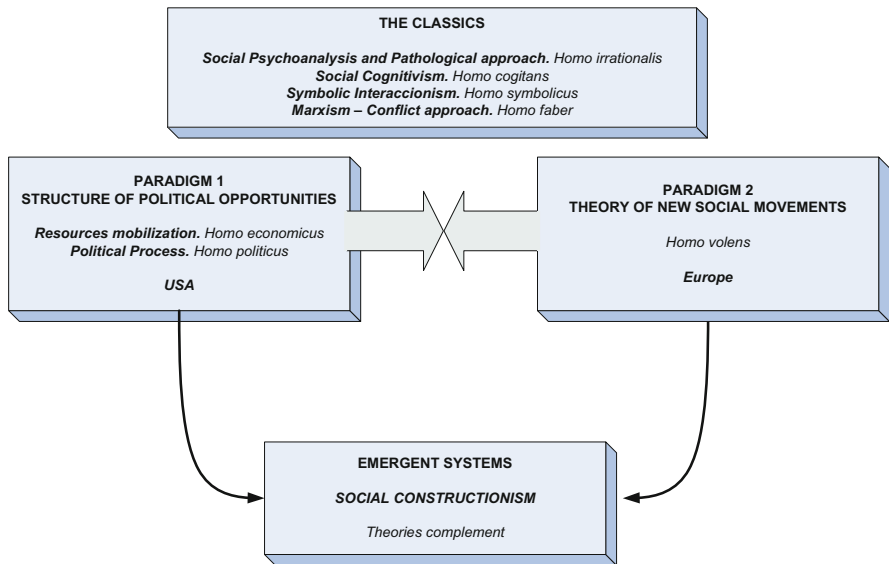 THE CLASSICS
Social Psychoanalysis and Pathological approach. Homo irrationalis
Social Cognitivism. Homo cogitans
Symbolic Interaccionism. Homo symbolicus
Marxism – Conflict approach. Homo faber
PARADIGM 1
STRUCTURE OF POLITICAL OPPORTUNITIES
Resources mobilization. Homo economicus
Political Process. Homo politicus
USA
PARADIGM 2
THEORY OF NEW SOCIAL MOVEMENTS
Homo volens
Europe
EMERGENT SYSTEMS
SOCIAL CONSTRUCTIONISM
Theories complement